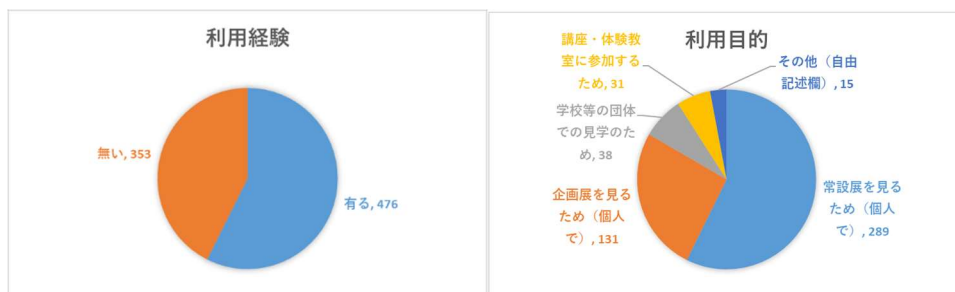 利用経験
無い, 353
有る, 476
利用目的
講座・体験教
室に参加する
ため, 31
その他（自由
記述欄）, 15
学校等の団体
での見学のた
め, 38
企画展を見る
ため（個人
で）, 131
常設展を見る
ため（個人
で）, 289